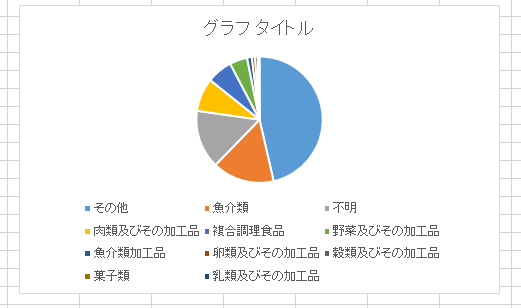 グラフ タイトル
その他 魚介類 不明
肉類及びその加工品 複合調理食品 野菜及びその加工品
魚介類加工品 卵類及びその加工品 穀類及びその加工品
菓子類 乳類及びその加工品